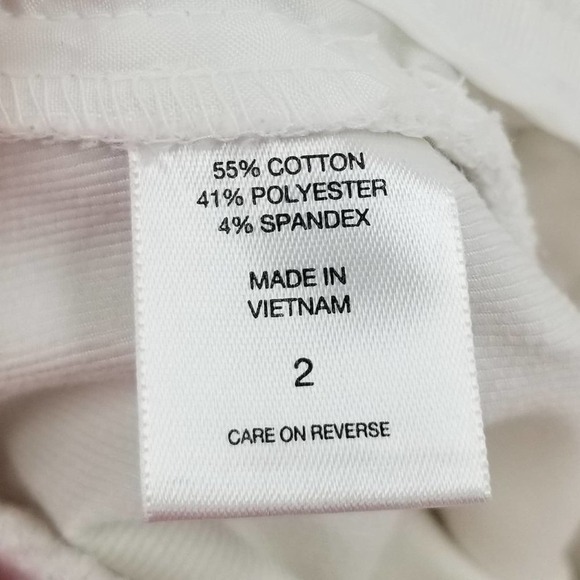 55% COTTON
41% POLYESTER
4% SPANDEX
MADE IN
VIETNAM
2
CARE ON REVERSE